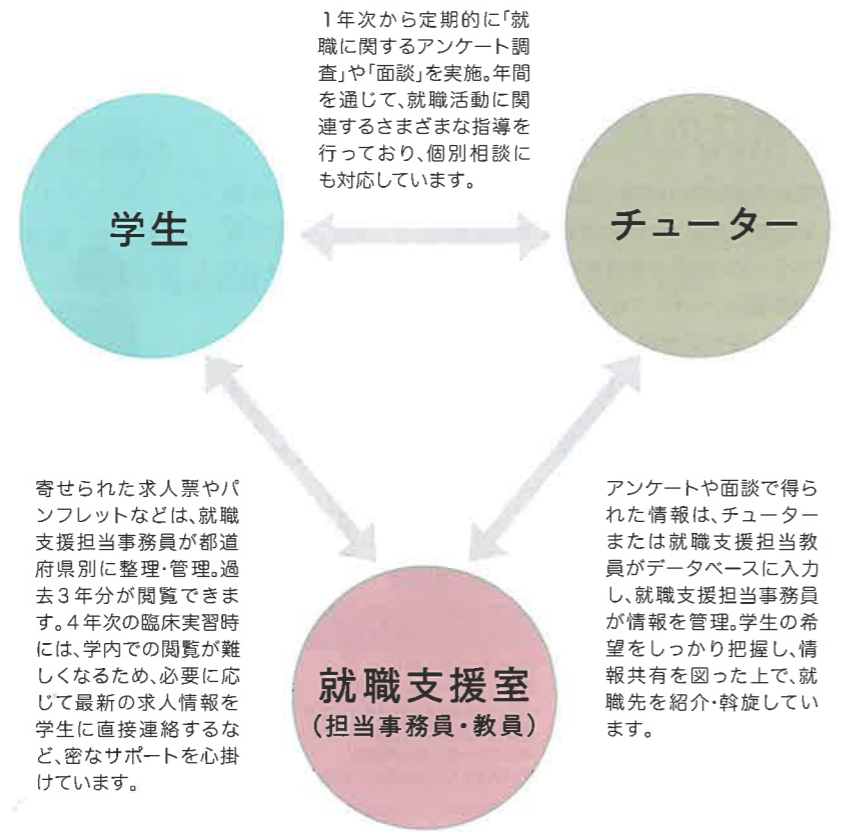 1年次から定期的に「就
職に関するアンケート調
査」や「面談」を実施。年間
を通じて、就職活動に関
連するさまざまな指導を
行っており、個別相談に
も対応しています。
学生
チューター
寄せられた求人票やパ
ンフレットなどは、就職
支援担当事務員が都道
府県別に整理・管理。過
去3年分が閲覧できま
す。4年次の臨床実習時
には、学内での閲覧が難
しくなるため、必要に応
じて最新の求人情報を
学生に直接連絡するな
ど、密なサポートを心掛
けています。
アンケートや面談で得ら
れた情報は、チューター
または就職支援担当教
員がデータベースに入力
し、就職支援担当事務員
が情報を管理。学生の希
望をしっかり把握し、情
報共有を図った上で、就
職先を紹介・斡旋してい
ます。
就職支援室
(担当事務員・教員)